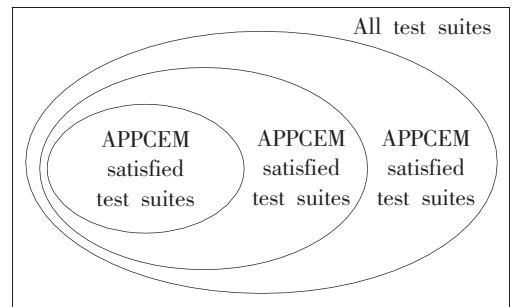 All test suites
APPCEM
satisfied
test suites
APPCEM
satisfied
test suites
APPCEM
satisfied
test suites